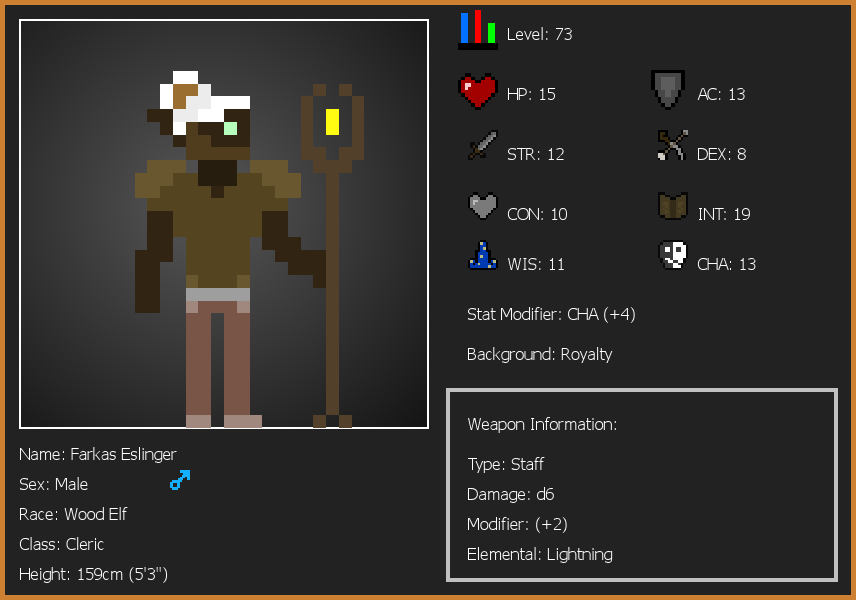 Level: 73
HP: 15
AC: 13
STR: 12
DEX: 8
CON: 10
INT: 19
WIS: 11
CHA: 13
Stat Modifier: CHA (+4)
Background: Royalty
Weapon Information:
Type: Staff
Damage: d6
Modifier: (+2)
Elemental: Lightning
Name: Farkas Eslinger
Sex: Male
Race: Wood Elf
Class: Cleric
Height: 159cm (5'3")